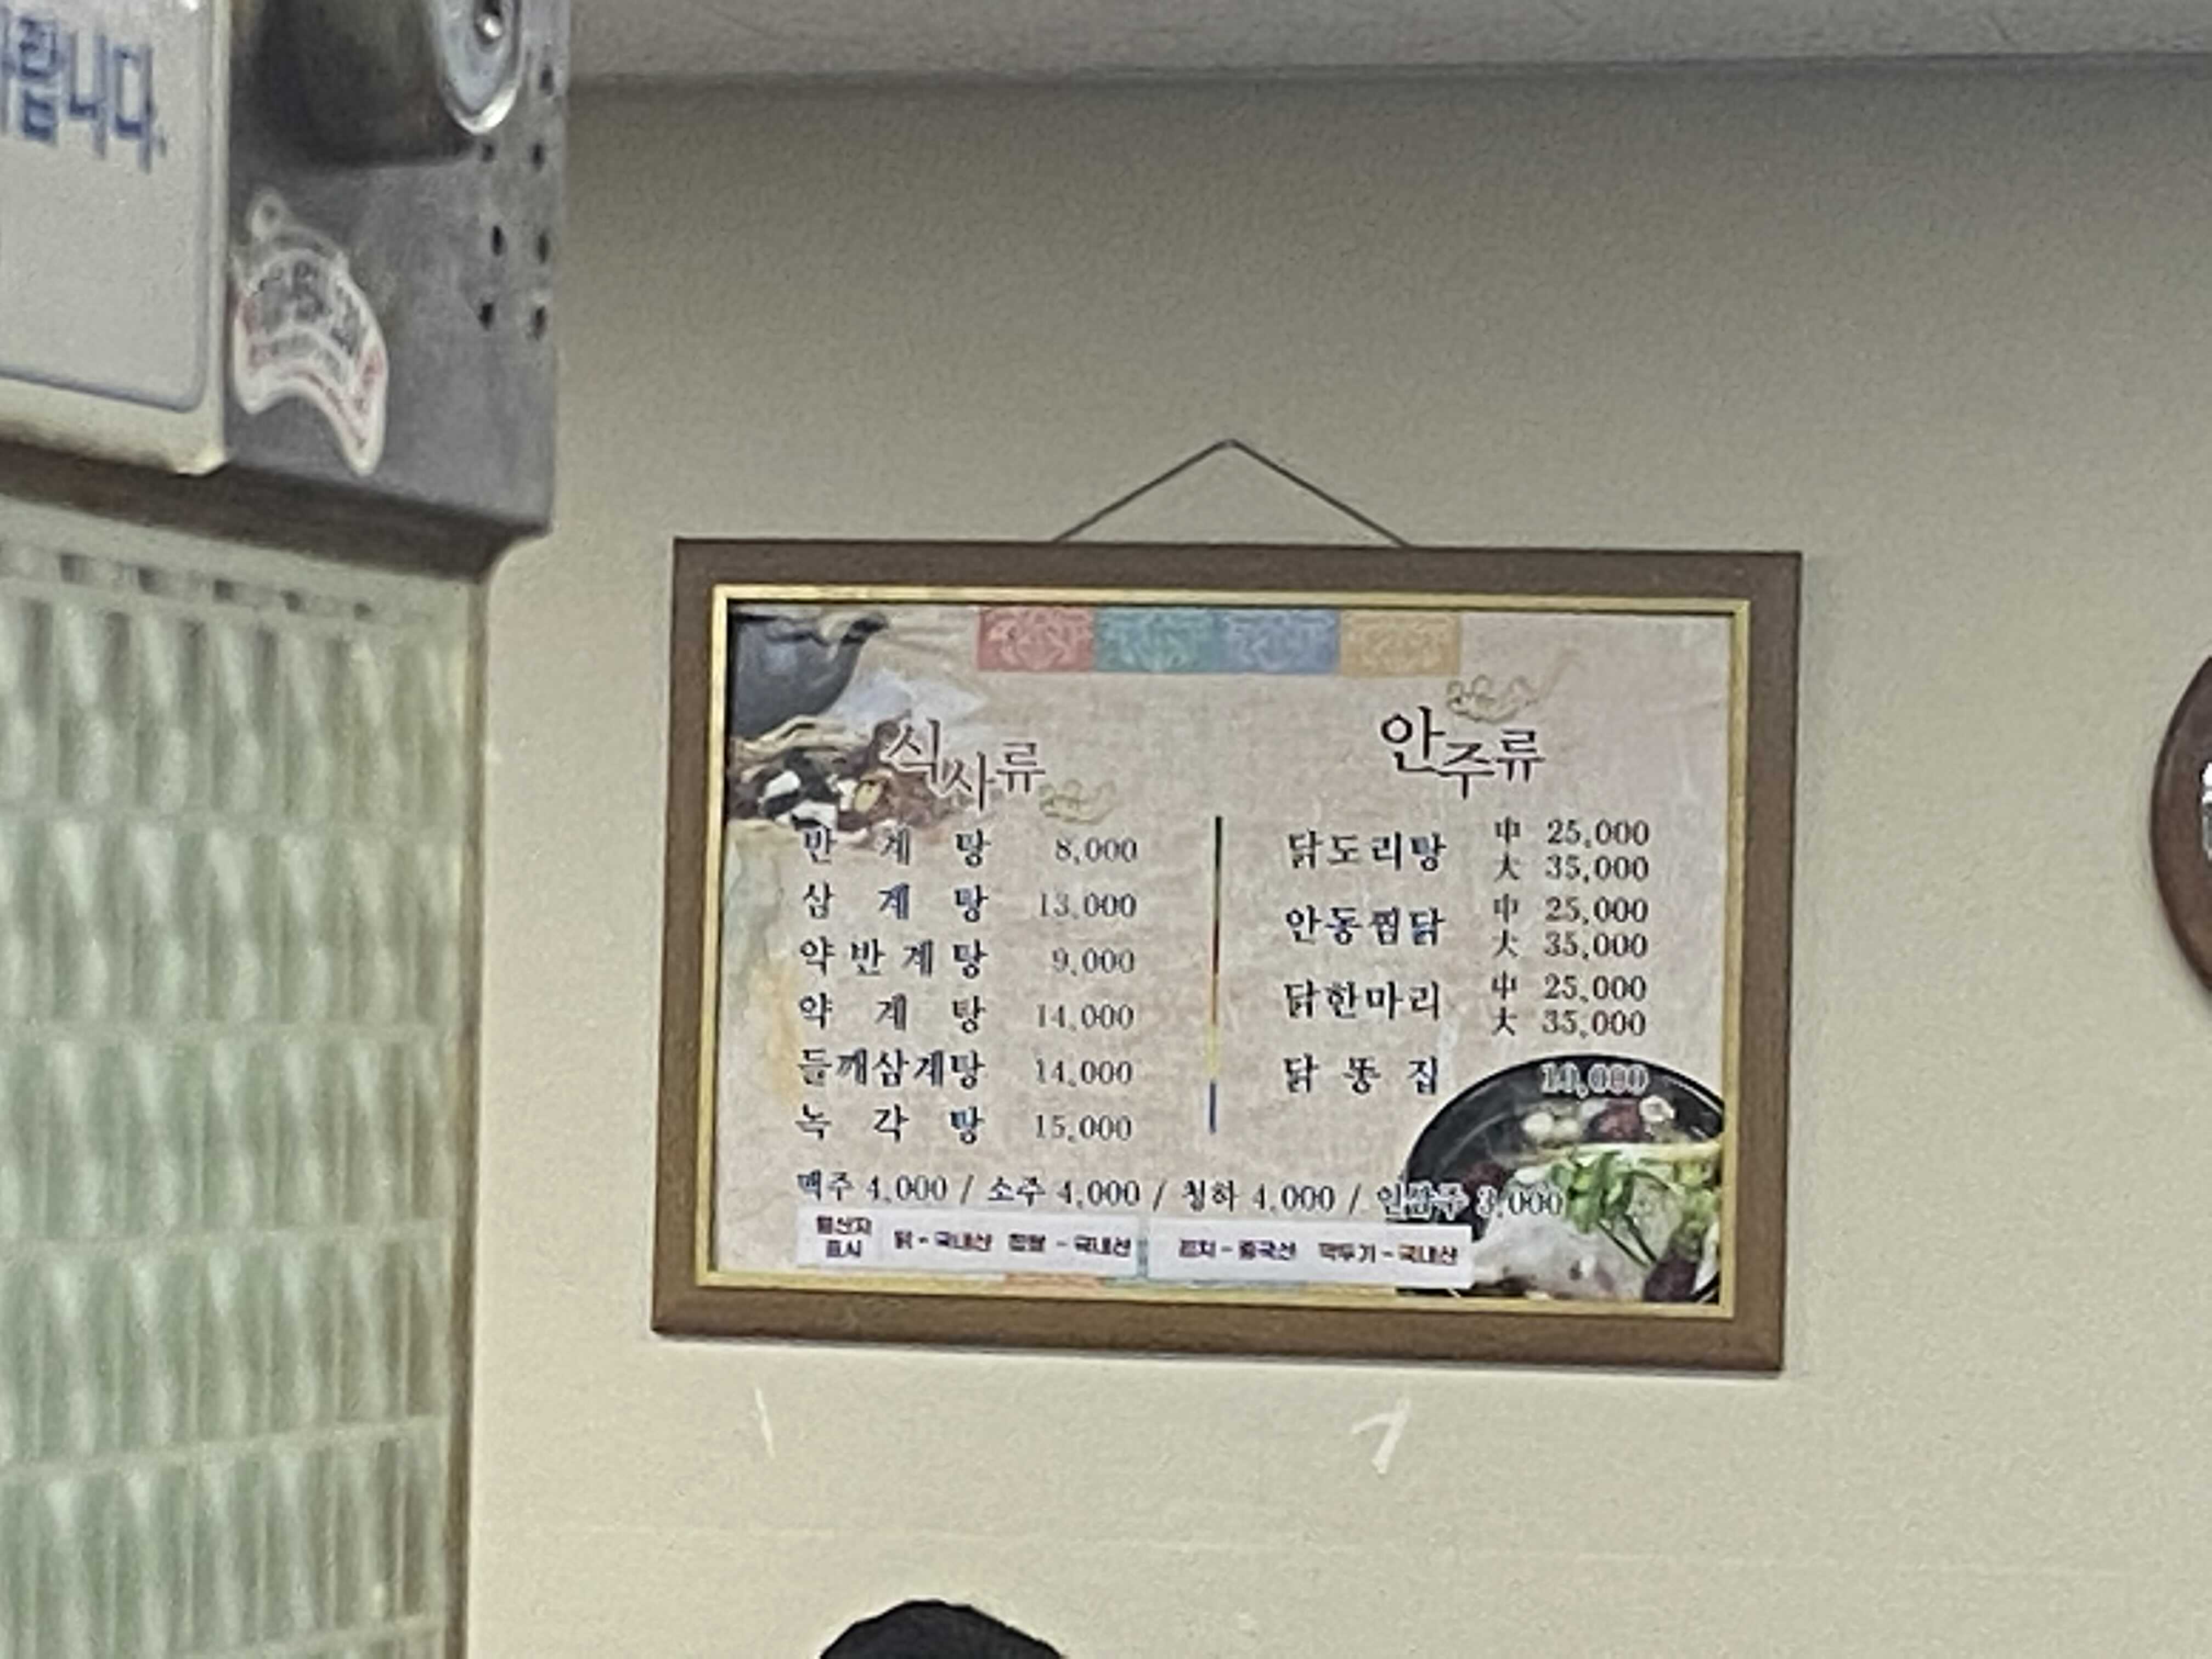 식사류
반계탕 8,000
삼계탕 13,000
약반계탕 9,000
약계탕 14,000
들깨삼계탕 14,000
녹각탕 15,000
안주류
닭도리탕 中 25,000
大 35,000
안동찜닭 中 25,000
大 35,000
닭한마리 中 25,000
大 35,000
닭똥집 10,000
맥주 4,000 / 소주 4,000 / 청하 4,000 / 인삼주 3,000
원산지
표시
닭-국내산 찹쌀-국내산 김치-중국산 깍두기-국내산